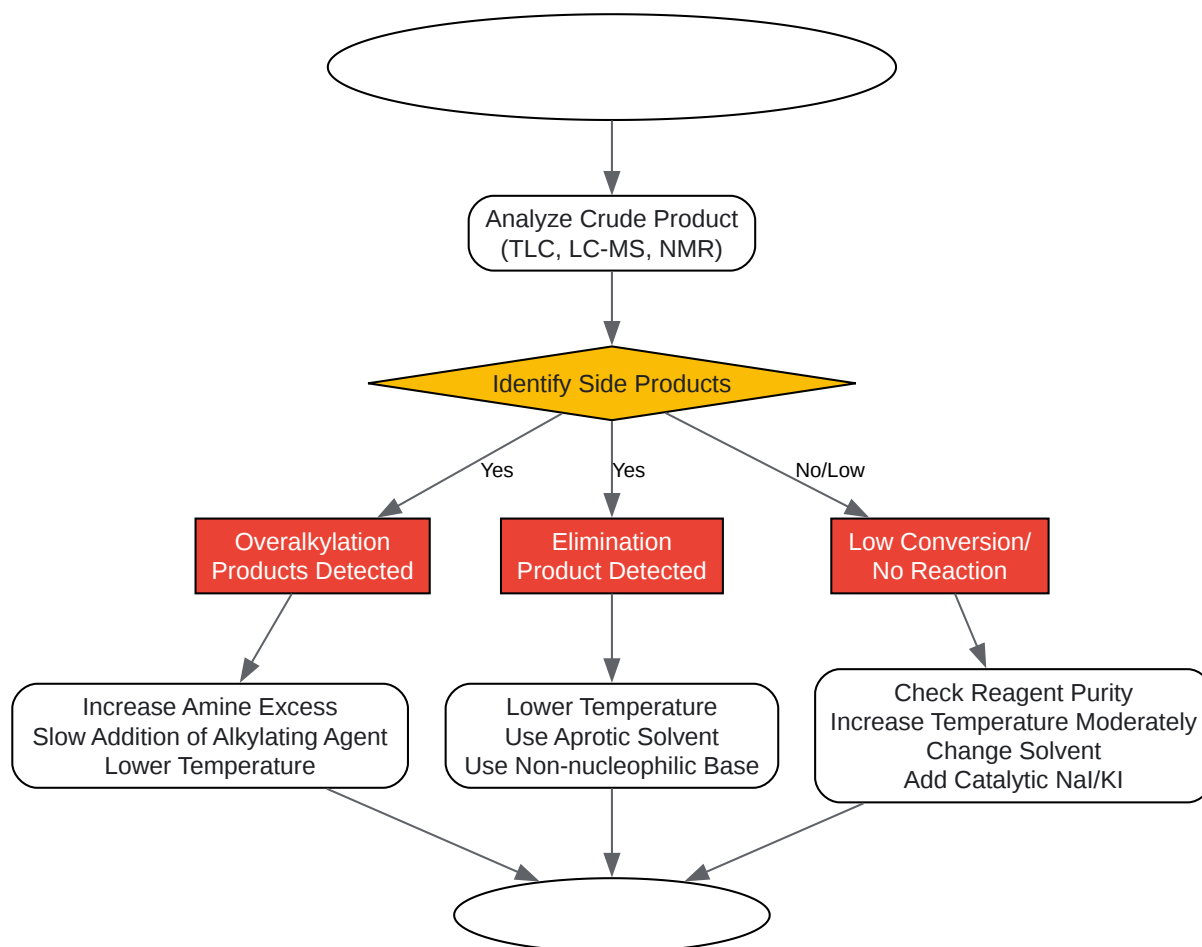 Analyze Crude Product
(TLC, LC-MS, NMR)
Identify Side Products
Yes
Yes
No/Low
Overalkylation
Products Detected
Elimination
Product Detected
Low Conversion/
No Reaction
Increase Amine Excess
Slow Addition of Alkylating Agent
Lower Temperature
Lower Temperature
Use Aprotic Solvent
Use Non-nucleophilic Base
Check Reagent Purity
Increase Temperature Moderately
Change Solvent
Add Catalytic NaI/KI